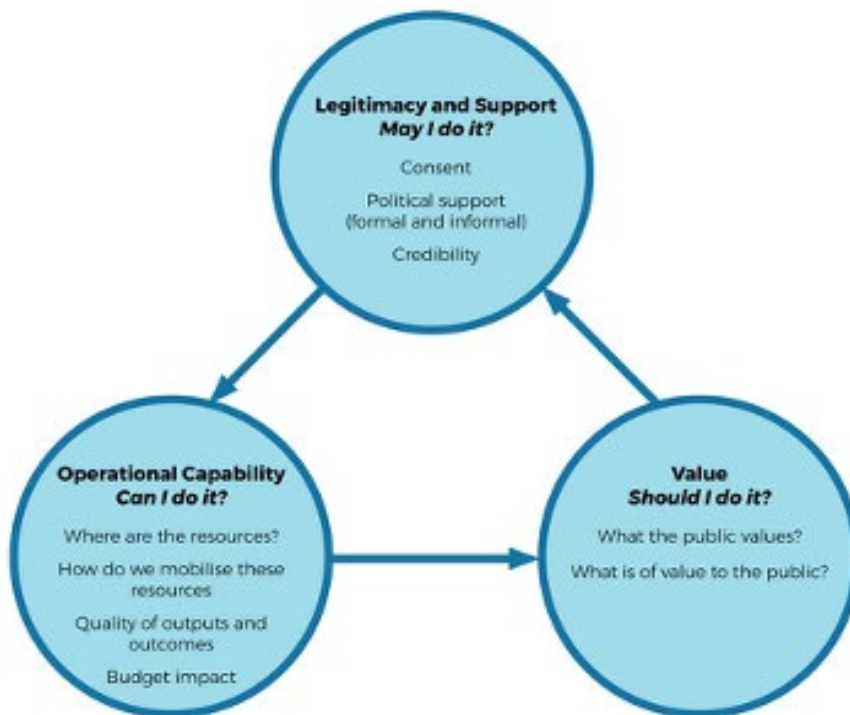 Legitimacy and Support
May I do it?
Consent
Political support
(formal and informal)
Credibility
Operational Capability
Can I do it?
Where are the resources?
How do we mobilise these
resources
Quality of outputs and
outcomes
Budget impact
Value
Should I do it?
What the public values?
What is of value to the public?